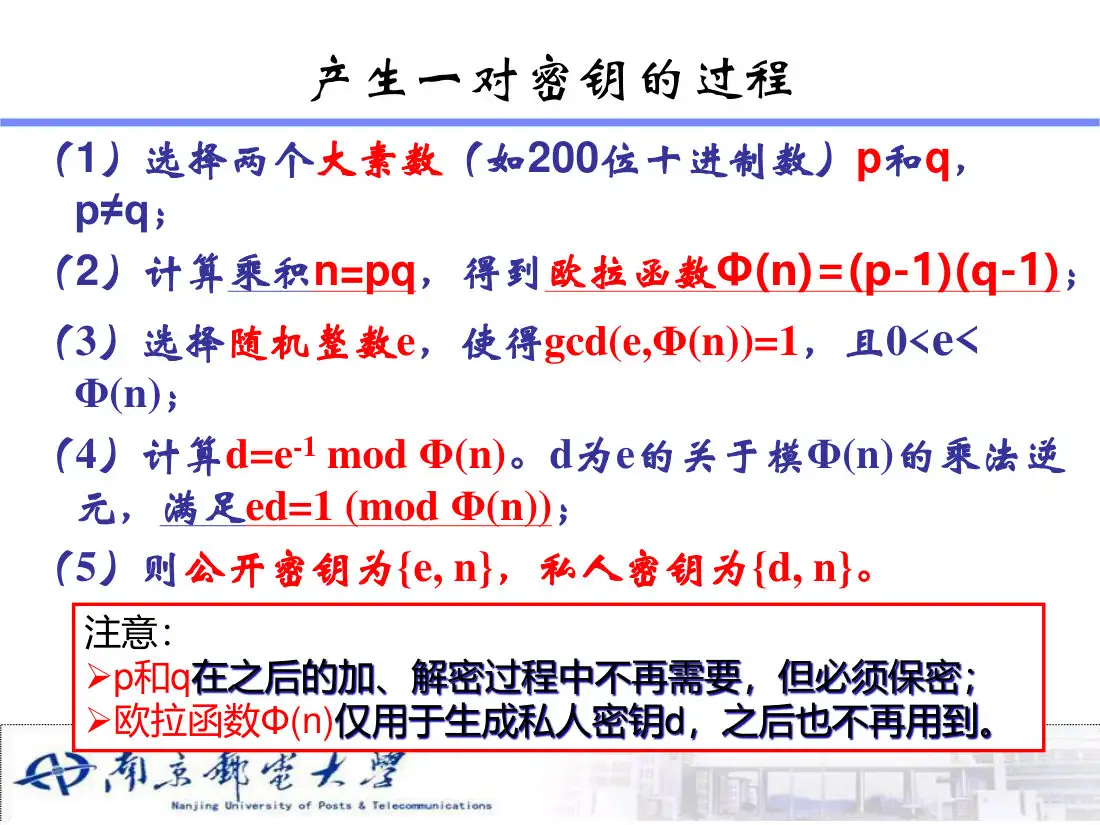 产生一对密钥的过程
（1）选择两个大素数（如200位十进制数）p和q，
p≠q；
（2）计算乘积n=pq，得到欧拉函数Φ(n)=(p-1)(q-1)；
（3）选择随机整数e，使得gcd(e,Φ(n))=1，且0<e<
Φ(n)；
（4）计算d=e-1 mod Φ(n)。d为e的关于模Φ(n)的乘法逆
元，满足ed=1 (mod Φ(n))；
（5）则公开密钥为{e, n}，私人密钥为{d, n}。
注意：
➢p和q在之后的加、解密过程中不再需要，但必须保密；
➢欧拉函数Φ(n)仅用于生成私人密钥d，之后也不再用到。
南京邮电大学
Nanjing University of Posts & Telecommunications